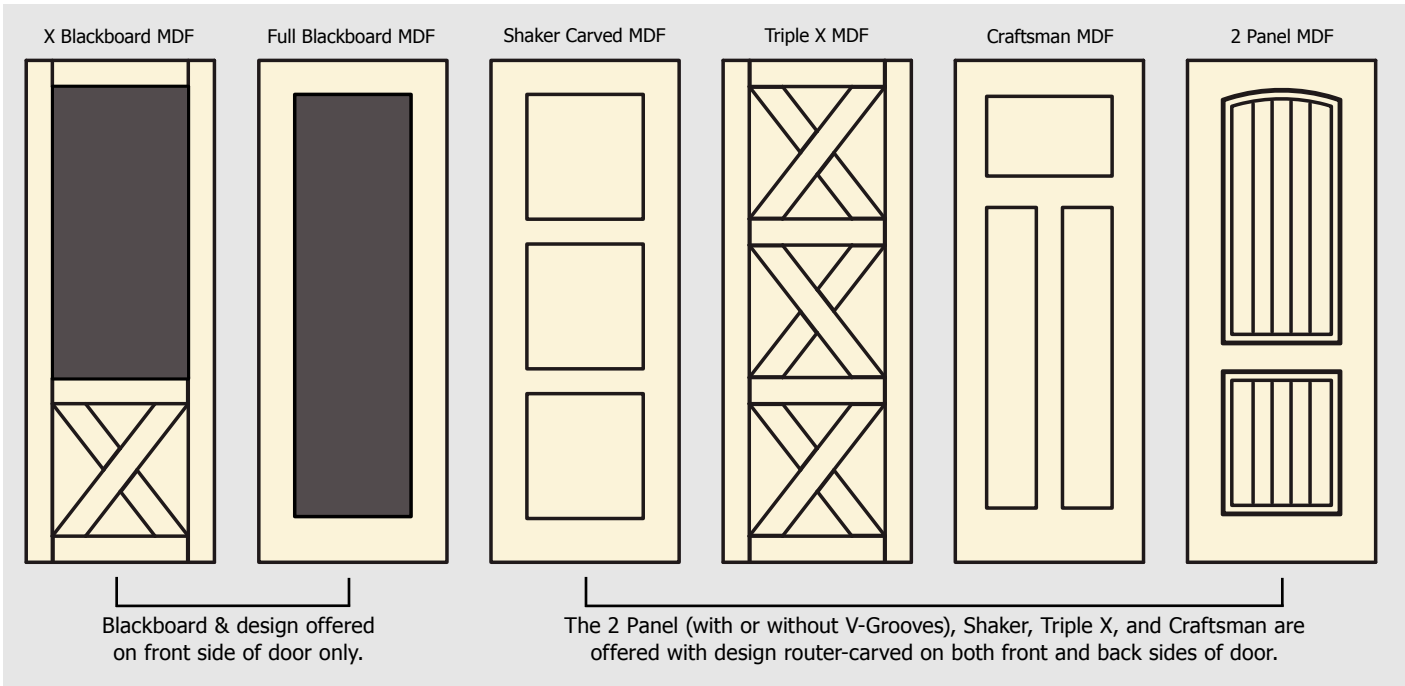 X Blackboard MDF
Full Blackboard MDF
Shaker Carved MDF
Triple X MDF
Craftsman MDF
2 Panel MDF
Blackboard & design offered
on front side of door only.
The 2 Panel (with or without V-Grooves), Shaker, Triple X, and Craftsman are
offered with design router-carved on both front and back sides of door.